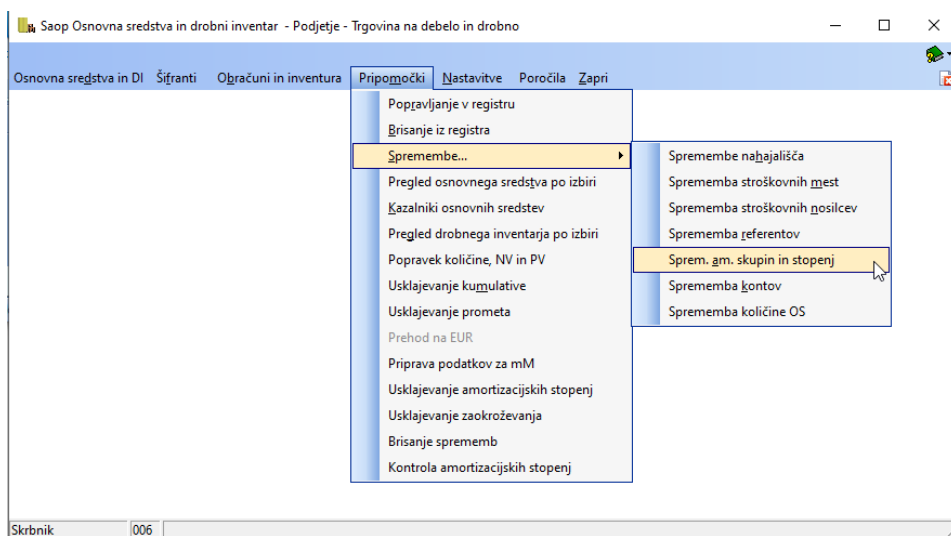 Saop Osnovna sredstva in drobni inventar - Podjetje - Trgovina na debelo in drobno
Osnovna sredstva in DI Šifranti Obračuni in inventura Pripomočki Nastavitve Poročila Zapri
Popravljanje v registru
Brisanje iz registra
Spremembe...
Pregled osnovnega sredstva po izbiri
Kazalniki osnovnih sredstev
Pregled drobnega inventarja po izbiri
Popravek količine, NV in PV
Usklajevanje kumulative
Usklajevanje prometa
Prehod na EUR
Priprava podatkov za mM
Usklajevanje amortizacijskih stopenj
Usklajevanje zaokroževanja
Brisanje sprememb
Kontrola amortizacijskih stopenj
Spremembe nahajališča
Sprememba stroškovnih mest
Sprememba stroškovnih nosilcev
Sprememba referentov
Sprem. am. skupin in stopenj
Sprememba kontov
Sprememba količine OS
Skrbnik 006